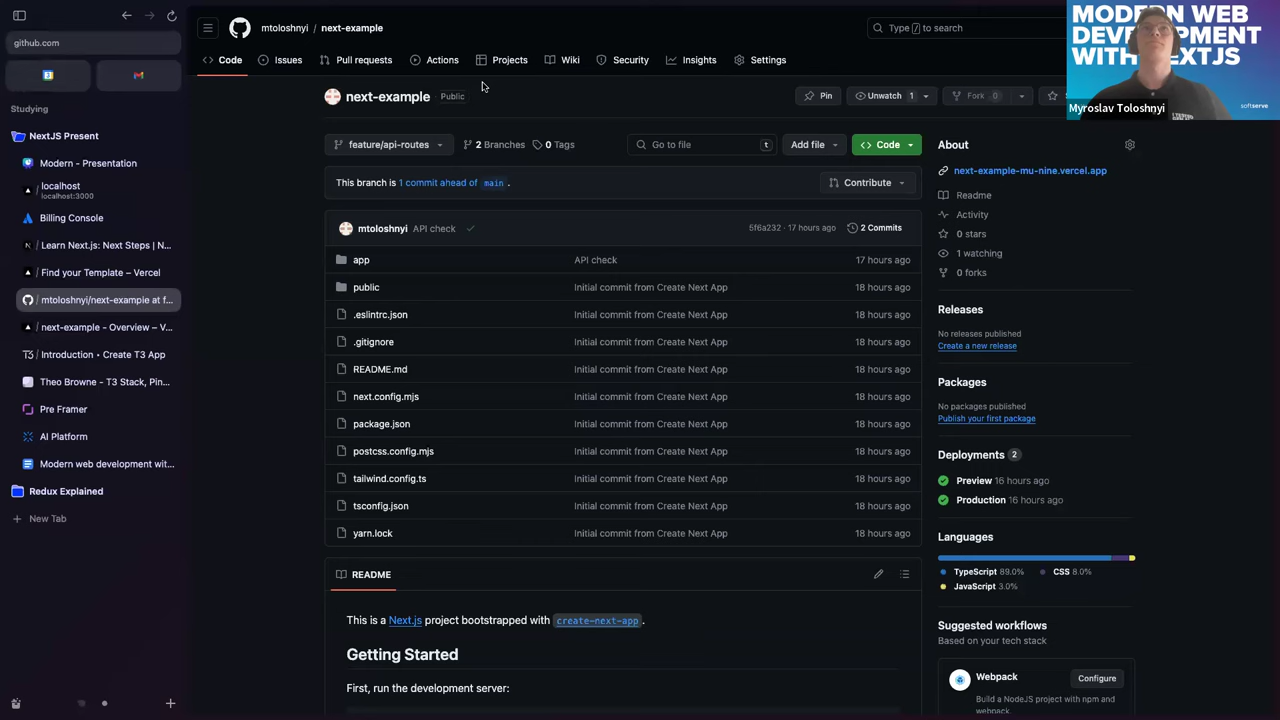 github.com
Studying
NextJS Present
Modern - Presentation
localhost
localhost:3000
Billing Console
/ Learn Next.js: Next Steps | N...
/ Find your Template – Vercel
/ mtoloshnyi/next-example at f...
/ next-example – Overview – V...
/ Introduction • Create T3 App
Theo Browne - T3 Stack, Pin...
Pre Framer
AI Platform
Modern web development wit...
Redux Explained
New Tab
mtoloshnyi / next-example
Type / to search
Code Issues Pull requests Actions Projects Wiki Security Insights Settings
next-example Public
Pin Unwatch 1 Fork 0
feature/api-routes 2 Branches 0 Tags Go to file t Add file Code
This branch is 1 commit ahead of main .
Contribute
mtoloshnyi API check 5f6a232 · 17 hours ago 2 Commits
app API check 17 hours ago
public Initial commit from Create Next App 18 hours ago
.eslintrc.json Initial commit from Create Next App 18 hours ago
.gitignore Initial commit from Create Next App 18 hours ago
README.md Initial commit from Create Next App 18 hours ago
next.config.mjs Initial commit from Create Next App 18 hours ago
package.json Initial commit from Create Next App 18 hours ago
postcss.config.mjs Initial commit from Create Next App 18 hours ago
tailwind.config.ts Initial commit from Create Next App 18 hours ago
tsconfig.json Initial commit from Create Next App 18 hours ago
yarn.lock Initial commit from Create Next App 18 hours ago
README
This is a Next.js project bootstrapped with create-next-app.
Getting Started
First, run the development server:
About
next-example-mu-nine.vercel.app
Readme
Activity
0 stars
1 watching
0 forks
Releases
No releases published
Create a new release
Packages
No packages published
Publish your first package
Deployments 2
Preview 16 hours ago
Production 16 hours ago
Languages
TypeScript 89.0% CSS 8.0%
JavaScript 3.0%
Suggested workflows
Based on your tech stack
Webpack Configure
Build a NodeJS project with npm and
webpack.
MODERN WEB
DEVELOPMENT
WITH NEXTJS
softserve
Myroslav Toloshnyi